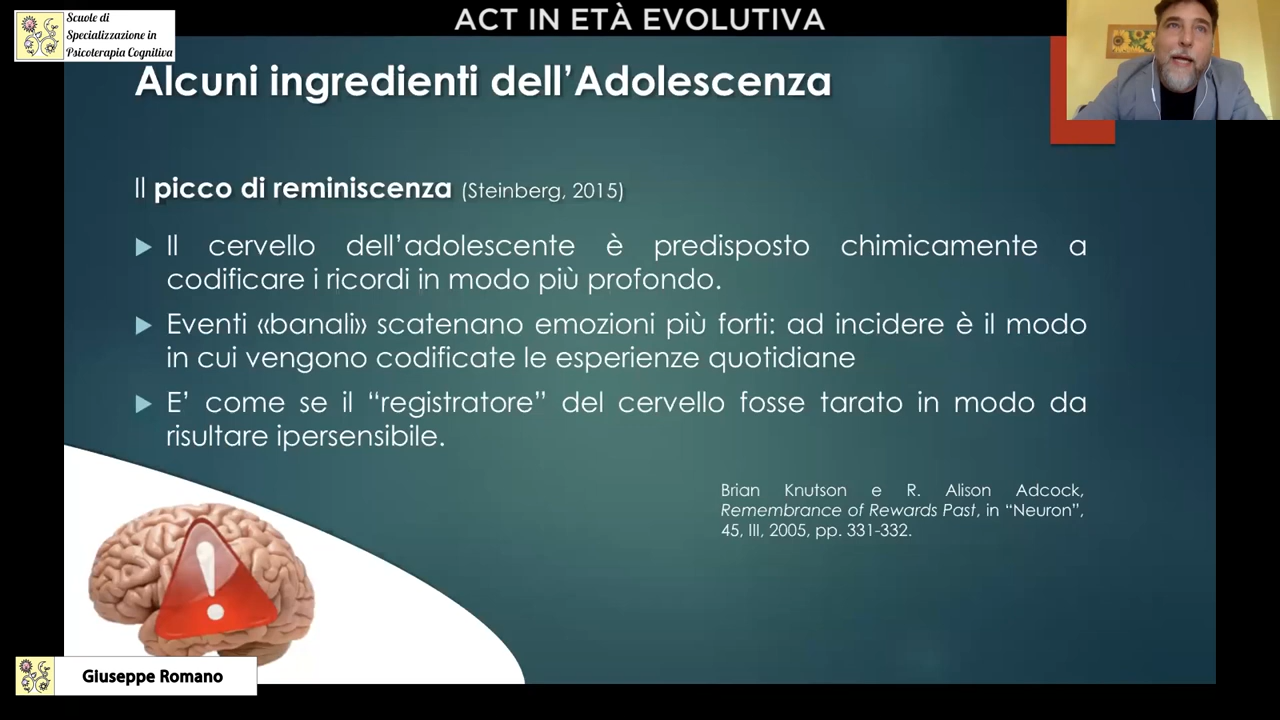 ACT IN ETÀ EVOLUTIVA
Scuole di
Specializzazione in
Psicoterapia Cognitiva
Alcuni ingredienti dell’Adolescenza
Il picco di reminiscenza (Steinberg, 2015)
Il cervello dell’adolescente è predisposto chimicamente a
codificare i ricordi in modo più profondo.
Eventi «banali» scatenano emozioni più forti: ad incidere è il modo
in cui vengono codificate le esperienze quotidiane
E’ come se il “registratore” del cervello fosse tarato in modo da
risultare ipersensibile.
Brian Knutson e R. Alison Adcock,
Remembrance of Rewards Past, in “Neuron”,
45, III, 2005, pp. 331-332.
Giuseppe Romano